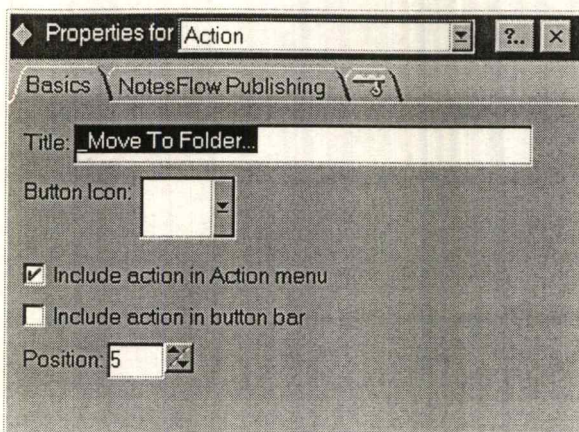 Properties for Action ?..
Basics NotesFlow Publishing
Title: _Move To Folder...
Button Icon:
Include action in Action menu
Include action in button bar
Position: 5